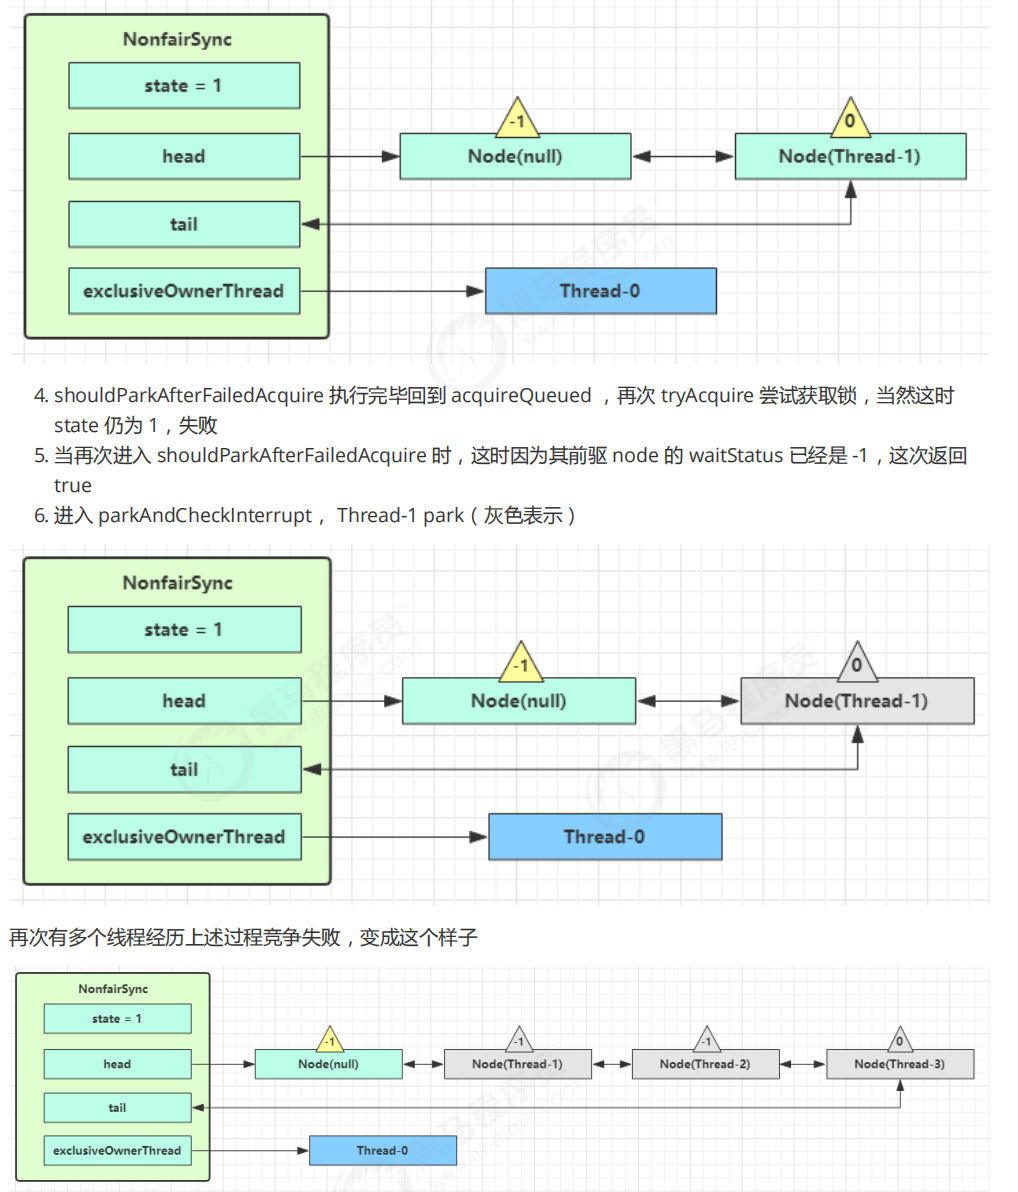 NonfairSync
state = 1
-1
0
head
Node(null)
Node(Thread-1)
tail
exclusiveOwnerThread
Thread-0
4. shouldParkAfterFailedAcquire 执行完毕回到 acquireQueued ，再次 tryAcquire 尝试获取锁，当然这时
state 仍为 1，失败
5. 当再次进入 shouldParkAfterFailedAcquire 时，这时因为其前驱 node 的 waitStatus 已经是 -1，这次返回
true
6. 进入 parkAndCheckInterrupt， Thread-1 park（灰色表示）
NonfairSync
state = 1
-1
0
head
Node(null)
Node(Thread-1)
tail
exclusiveOwnerThread
Thread-0
再次有多个线程经历上述过程竞争失败，变成这个样子
NonfairSync
state = 1
-1
-1
-1
0
head
Node(null)
Node(Thread-1)
Node(Thread-2)
Node(Thread-3)
tail
exclusiveOwnerThread
Thread-0